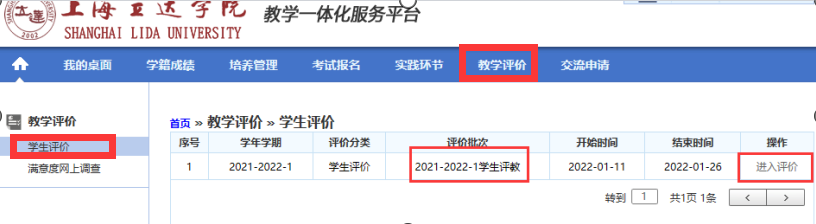 上海立达学院 教学一体化服务平台
SHANGHAI LIDA UNIVERSITY
2002
我的桌面 学籍成绩 培养管理 考试报名 实践环节 教学评价 交流申请
教学评价
学生评价
满意度网上调查
首页 » 教学评价 » 学生评价
序号 学年学期 评价分类 评价批次 开始时间 结束时间 操作
1 2021-2022-1 学生评价 2021-2022-1学生评教 2022-01-11 2022-01-26 进入评价
转到 1 共1页 1条 < >